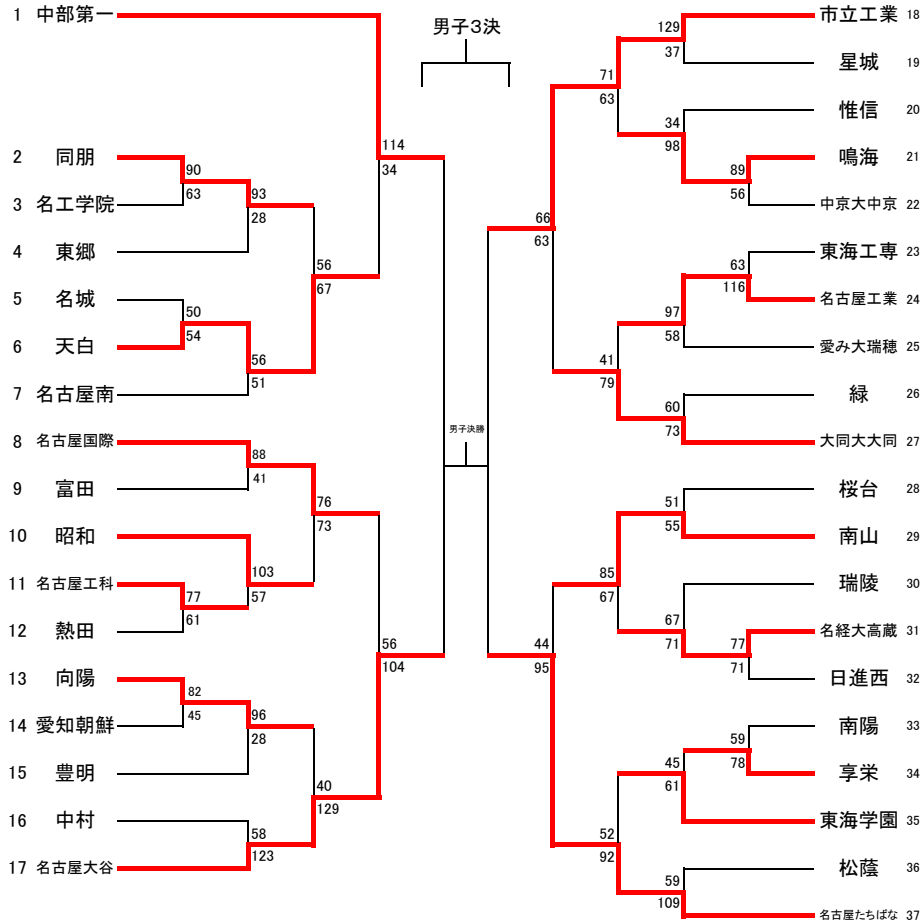 男子3決
1 中部第一
2 同朋
3 名工学院
4 東郷
5 名城
6 天白
7 名古屋南
8 名古屋国際
9 富田
10 昭和
11 名古屋工科
12 熱田
13 向陽
14 愛知朝鮮
15 豊明
16 中村
17 名古屋大谷
90
63
50
54
77
61
82
45
93
28
56
51
88
41
103
57
96
28
58
123
56
67
76
73
40
129
114
34
56
104
男子決勝
66
63
44
95
71
63
41
79
85
67
52
92
129
37
34
98
97
58
60
73
51
55
67
71
45
61
59
109
89
56
63
116
77
71
59
78
市立工業 18
星城 19
惟信 20
鳴海 21
中京大中京 22
東海工専 23
名古屋工業 24
愛み大瑞穂 25
緑 26
大同大大同 27
桜台 28
南山 29
瑞陵 30
名経大高蔵 31
日進西 32
南陽 33
享栄 34
東海学園 35
松蔭 36
名古屋たちばな 37